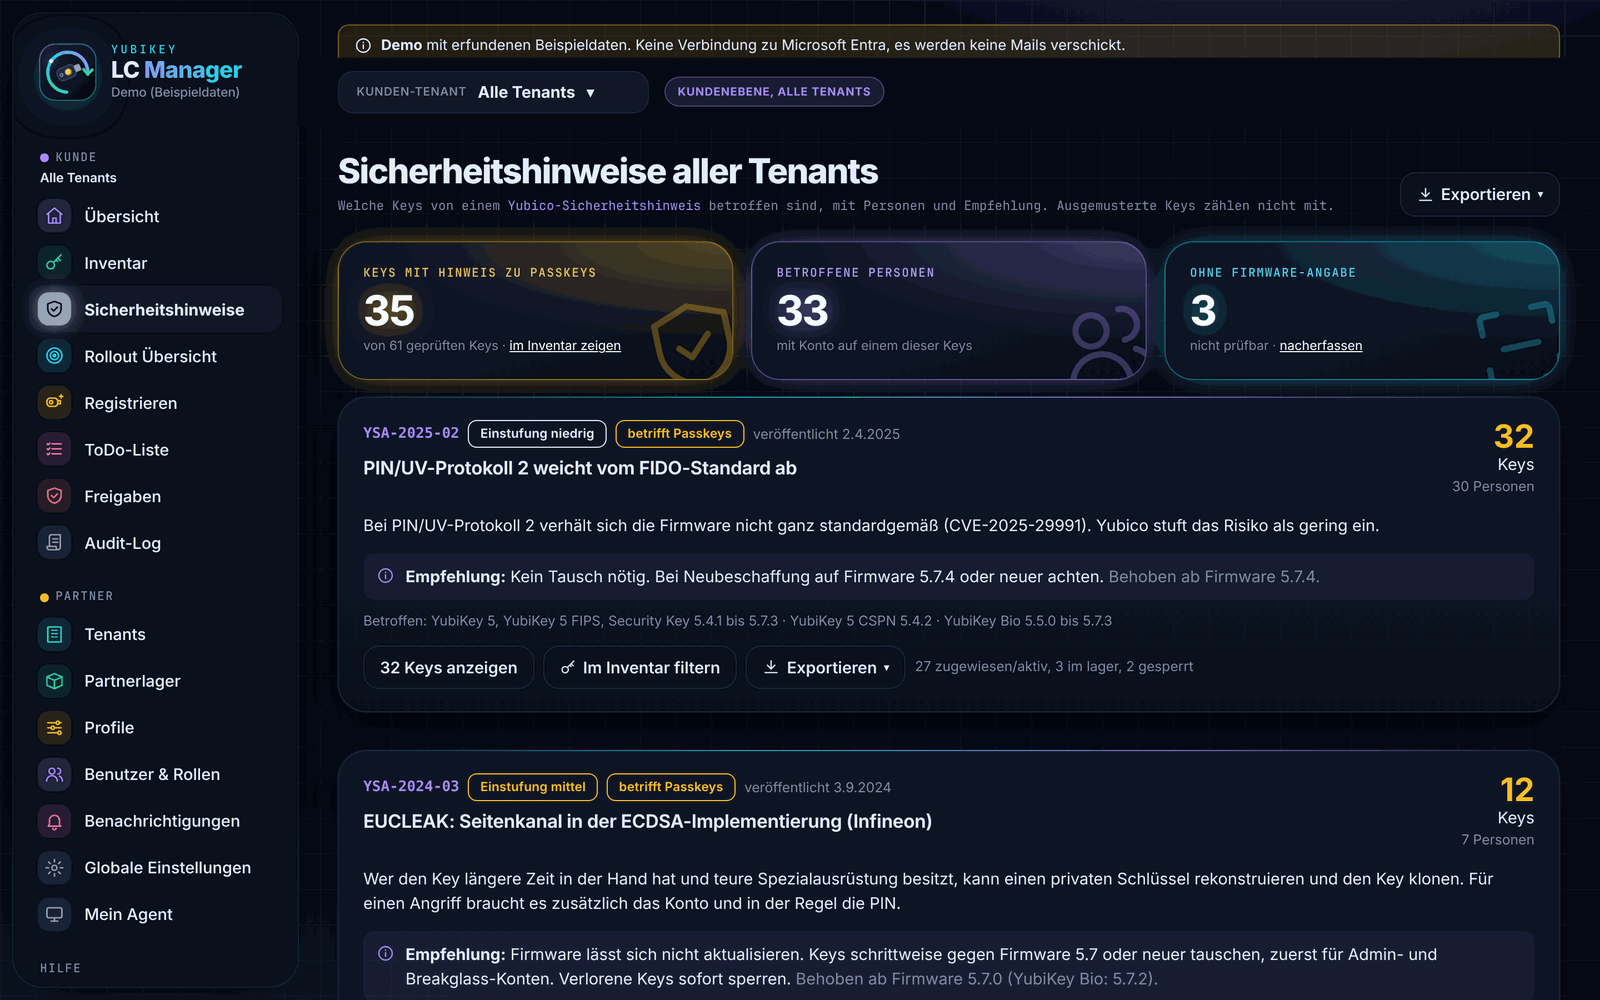 YUBIKEY
LC Manager
Demo (Beispieldaten)
KUNDE
Alle Tenants
Übersicht
Inventar
Sicherheitshinweise
Rollout Übersicht
Registrieren
ToDo-Liste
Freigaben
Audit-Log
PARTNER
Tenants
Partnerlager
Profile
Benutzer & Rollen
Benachrichtigungen
Globale Einstellungen
Mein Agent
HILFE
Demo mit erfundenen Beispieldaten. Keine Verbindung zu Microsoft Entra, es werden keine Mails verschickt.
KUNDEN-TENANT Alle Tenants ▾
KUNDENEBENE, ALLE TENANTS
Sicherheitshinweise aller Tenants
Welche Keys von einem Yubico-Sicherheitshinweis betroffen sind, mit Personen und Empfehlung. Ausgemusterte Keys zählen nicht mit.
Exportieren ▾
KEYS MIT HINWEIS ZU PASSKEYS
35
von 61 geprüften Keys · im Inventar zeigen
BETROFFENE PERSONEN
33
mit Konto auf einem dieser Keys
OHNE FIRMWARE-ANGABE
3
nicht prüfbar · nacherfassen
YSA-2025-02 Einstufung niedrig betrifft Passkeys veröffentlicht 2.4.2025
PIN/UV-Protokoll 2 weicht vom FIDO-Standard ab
32
Keys
30 Personen
Bei PIN/UV-Protokoll 2 verhält sich die Firmware nicht ganz standardgemäß (CVE-2025-29991). Yubico stuft das Risiko als gering ein.
Empfehlung: Kein Tausch nötig. Bei Neubeschaffung auf Firmware 5.7.4 oder neuer achten. Behoben ab Firmware 5.7.4.
Betroffen: YubiKey 5, YubiKey 5 FIPS, Security Key 5.4.1 bis 5.7.3 · YubiKey 5 CSPN 5.4.2 · YubiKey Bio 5.5.0 bis 5.7.3
32 Keys anzeigen
Im Inventar filtern
Exportieren ▾
27 zugewiesen/aktiv, 3 im lager, 2 gesperrt
YSA-2024-03 Einstufung mittel betrifft Passkeys veröffentlicht 3.9.2024
EUCLEAK: Seitenkanal in der ECDSA-Implementierung (Infineon)
12
Keys
7 Personen
Wer den Key längere Zeit in der Hand hat und teure Spezialausrüstung besitzt, kann einen privaten Schlüssel rekonstruieren und den Key klonen. Für
einen Angriff braucht es zusätzlich das Konto und in der Regel die PIN.
Empfehlung: Firmware lässt sich nicht aktualisieren. Keys schrittweise gegen Firmware 5.7 oder neuer tauschen, zuerst für Admin- und
Breakglass-Konten. Verlorene Keys sofort sperren. Behoben ab Firmware 5.7.0 (YubiKey Bio: 5.7.2).